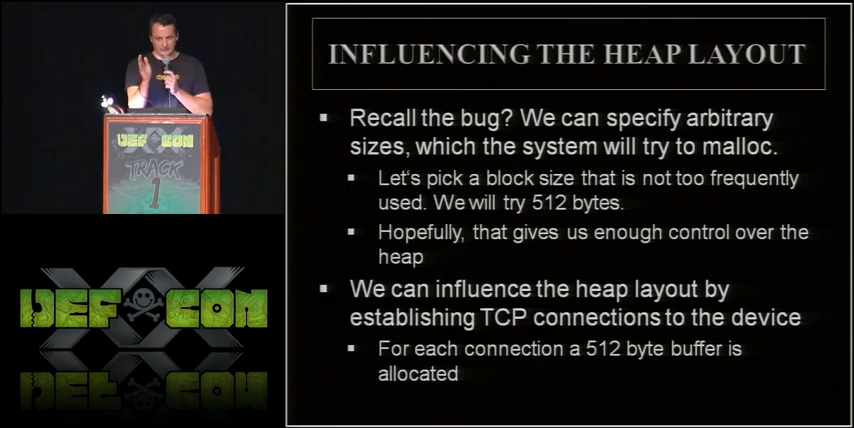 INFLUENCING THE HEAP LAYOUT
Recall the bug? We can specify arbitrary
sizes, which the system will try to malloc.
Let's pick a block size that is not too frequently
used. We will try 512 bytes.
Hopefully, that gives us enough control over the
heap
We can influence the heap layout by
establishing TCP connections to the device
For each connection a 512 byte buffer is
allocated
DEF CON
TRACK
1
XX
DEF CON